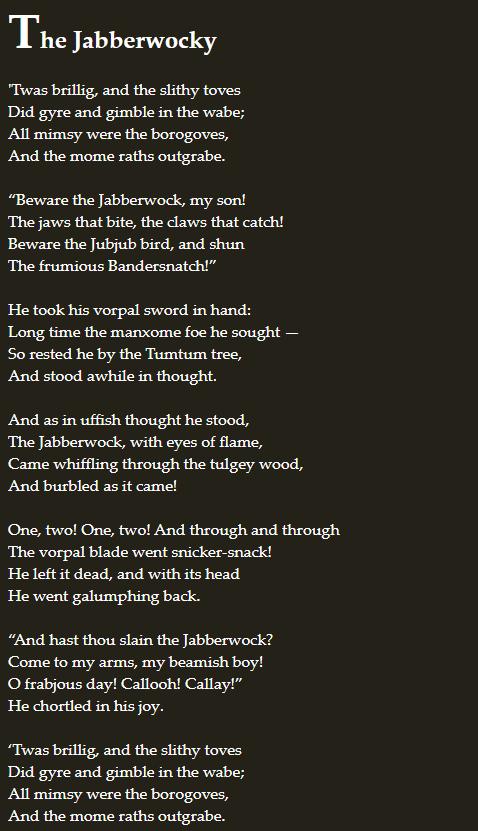 The Jabberwocky
'Twas brillig, and the slithy toves
Did gyre and gimble in the wabe;
All mimsy were the borogoves,
And the mome raths outgrabe.
“Beware the Jabberwock, my son!
The jaws that bite, the claws that catch!
Beware the Jubjub bird, and shun
The frumious Bandersnatch!”
He took his vorpal sword in hand:
Long time the manxome foe he sought —
So rested he by the Tumtum tree,
And stood awhile in thought.
And as in uffish thought he stood,
The Jabberwock, with eyes of flame,
Came whiffling through the tulgey wood,
And burbled as it came!
One, two! One, two! And through and through
The vorpal blade went snicker-snack!
He left it dead, and with its head
He went galumphing back.
“And hast thou slain the Jabberwock?
Come to my arms, my beamish boy!
O frabjous day! Callooh! Callay!”
He chortled in his joy.
‘Twas brillig, and the slithy toves
Did gyre and gimble in the wabe;
All mimsy were the borogoves,
And the mome raths outgrabe.